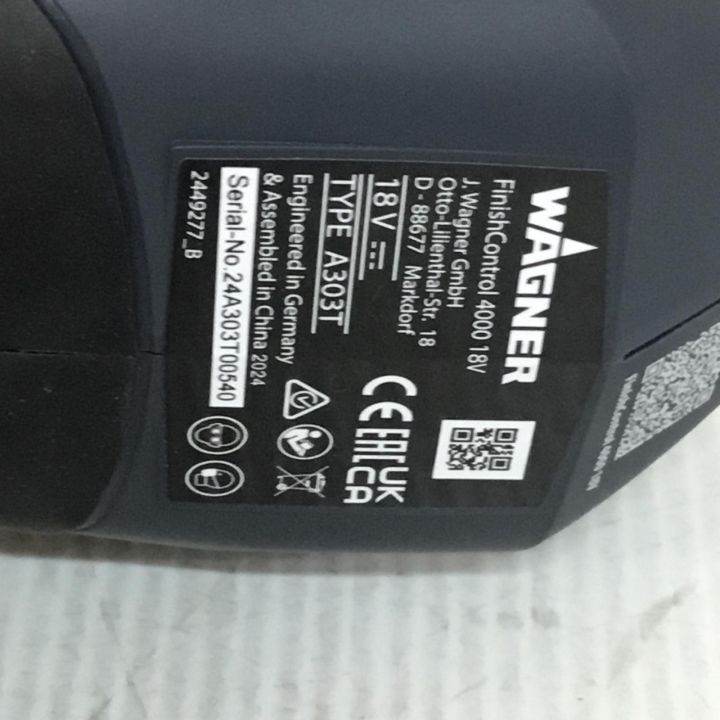 WAGNER
FinishControl 4000 18V
J. Wagner GmbH
Otto-Lilienthal-Str. 18
D - 88677 Markdorf
18 V
TYPE A303T
Engineered in Germany
& Assembled in China 2024
Serial-No.24A303T00540
2449277_B
CE
EAC
UK
CA